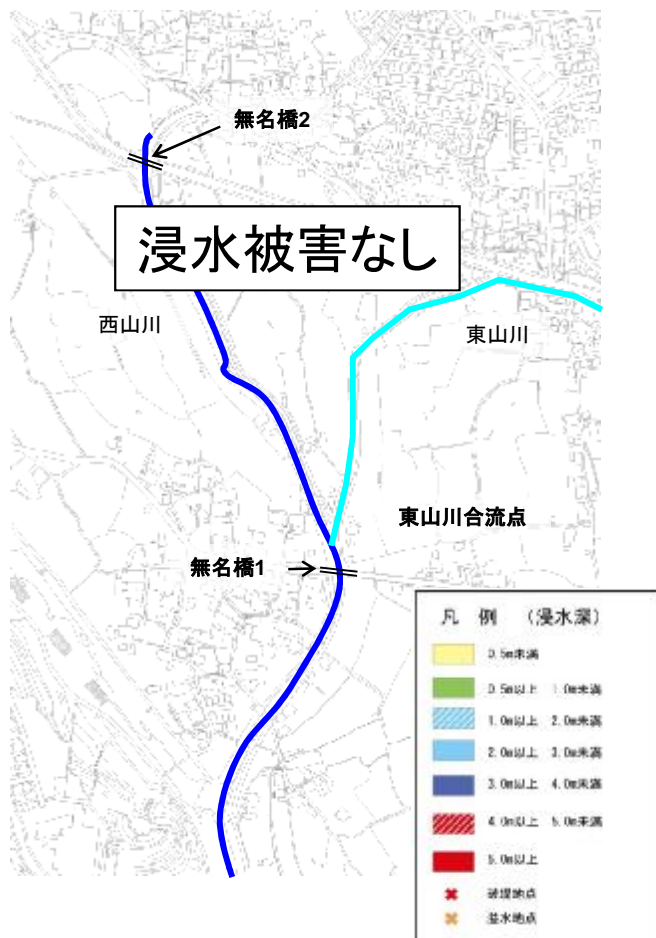 無名橋2
浸水被害なし
西山川
東山川
東山川合流点
無名橋1
凡 例 (浸水深)
0.5m未満
0.5m以上 1.0m未満
1.0m以上 2.0m未満
2.0m以上 3.0m未満
3.0m以上 4.0m未満
4.0m以上 5.0m未満
5.0m以上
破堤地点
溢水地点